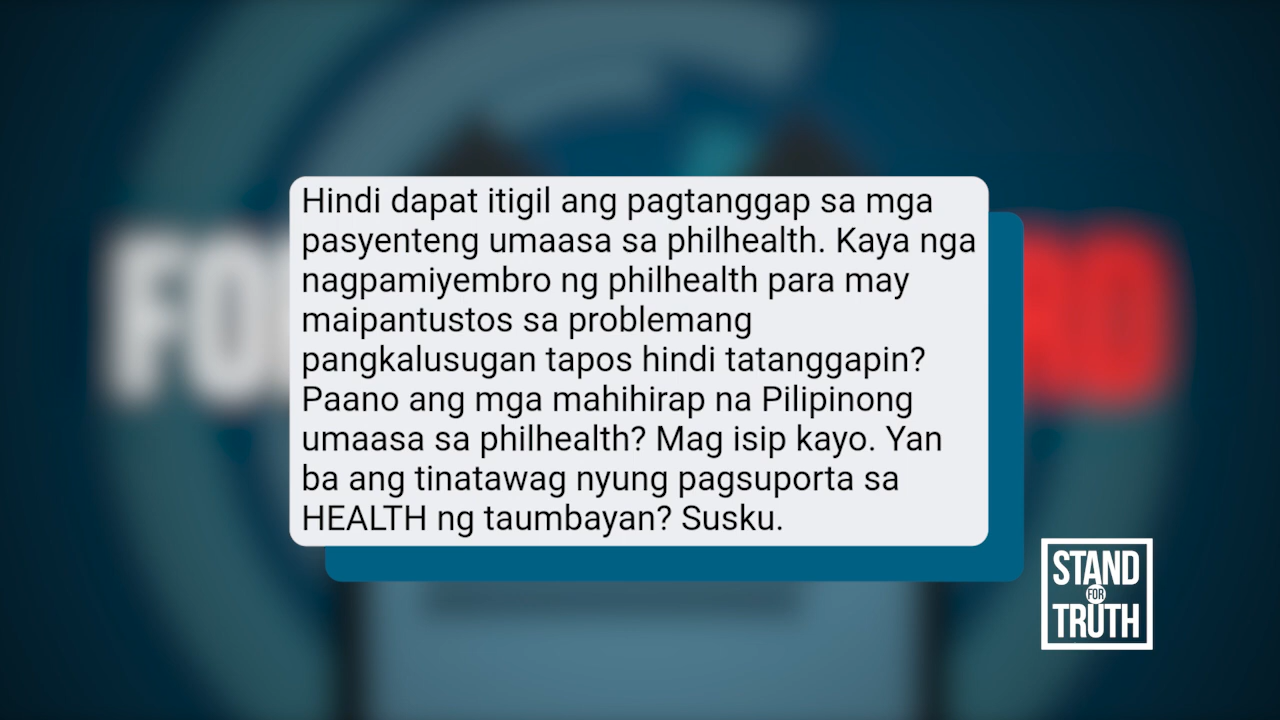 Hindi dapat itigil ang pagtanggap sa mga
pasyenteng umaasa sa philhealth. Kaya nga
nagpamiyembro ng philhealth para may
maipantustos sa problemang
pangkalusugan tapos hindi tatanggapin?
Paano ang mga mahihirap na Pilipinong
umaasa sa philhealth? Mag isip kayo. Yan
ba ang tinatawag nyung pagsuporta sa
HEALTH ng taumbayan? Susku.
STAND
FOR
TRUTH